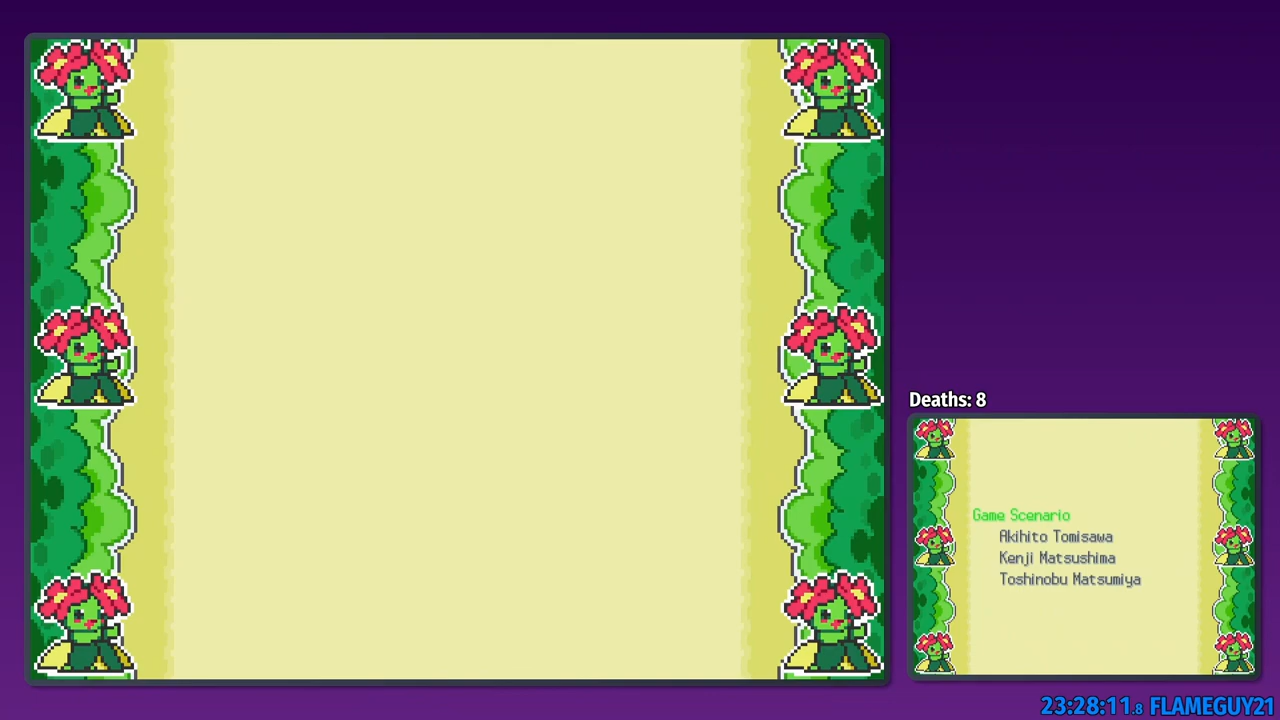 Deaths: 8
Game Scenario
Akihito Tomisawa
Kenji Matsushima
Toshinobu Matsumiya
23:28:11.8 FLAMEGUY21